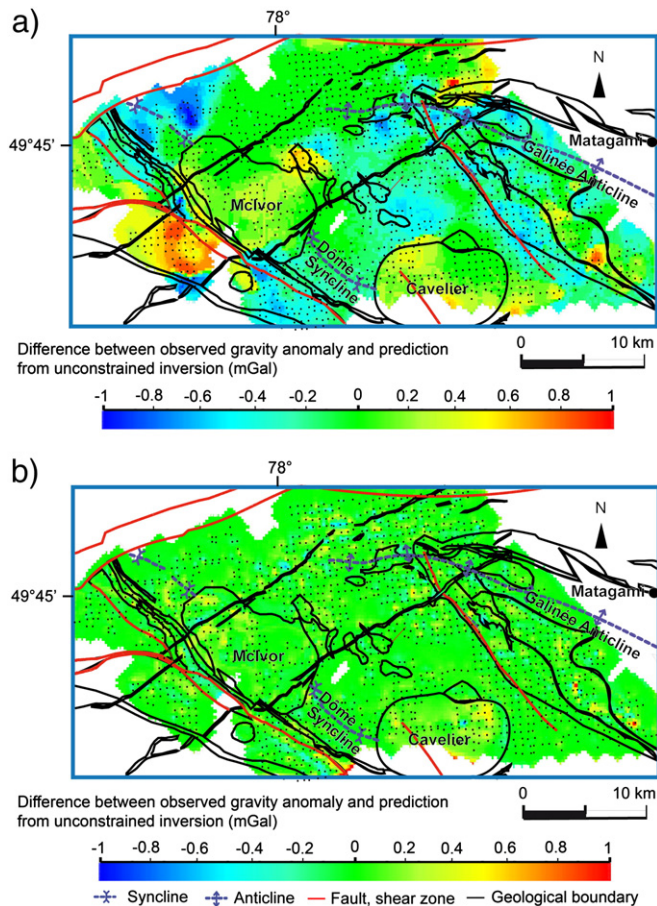 a)
78°
N
49°45'
Matagami
Galinée Anticline
McIvor
Dôme
Syncline
Cavelier
Difference between observed gravity anomaly and prediction
from unconstrained inversion (mGal)
0 10 km
-1 -0.8 -0.6 -0.4 -0.2 0 0.2 0.4 0.6 0.8 1
b)
78°
N
49°45'
Matagami
Galinée Anticline
McIvor
Dôme
Syncline
Cavelier
Difference between observed gravity anomaly and prediction
from unconstrained inversion (mGal)
0 10 km
-1 -0.8 -0.6 -0.4 -0.2 0 0.2 0.4 0.6 0.8 1
Syncline Anticline Fault, shear zone Geological boundary